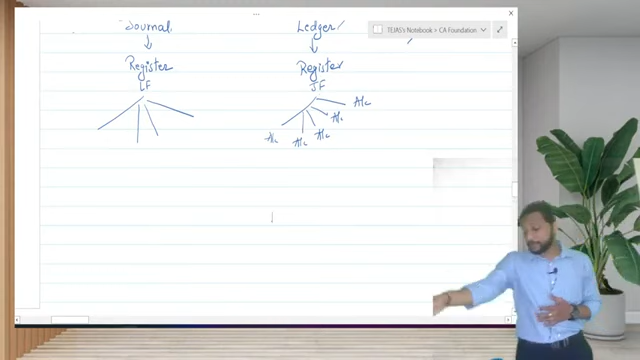 Journal
Ledger
TEJAS's Notebook > CA Foundation
Register
Register
LF
JF
A/c
A/c
A/c
A/c
A/c